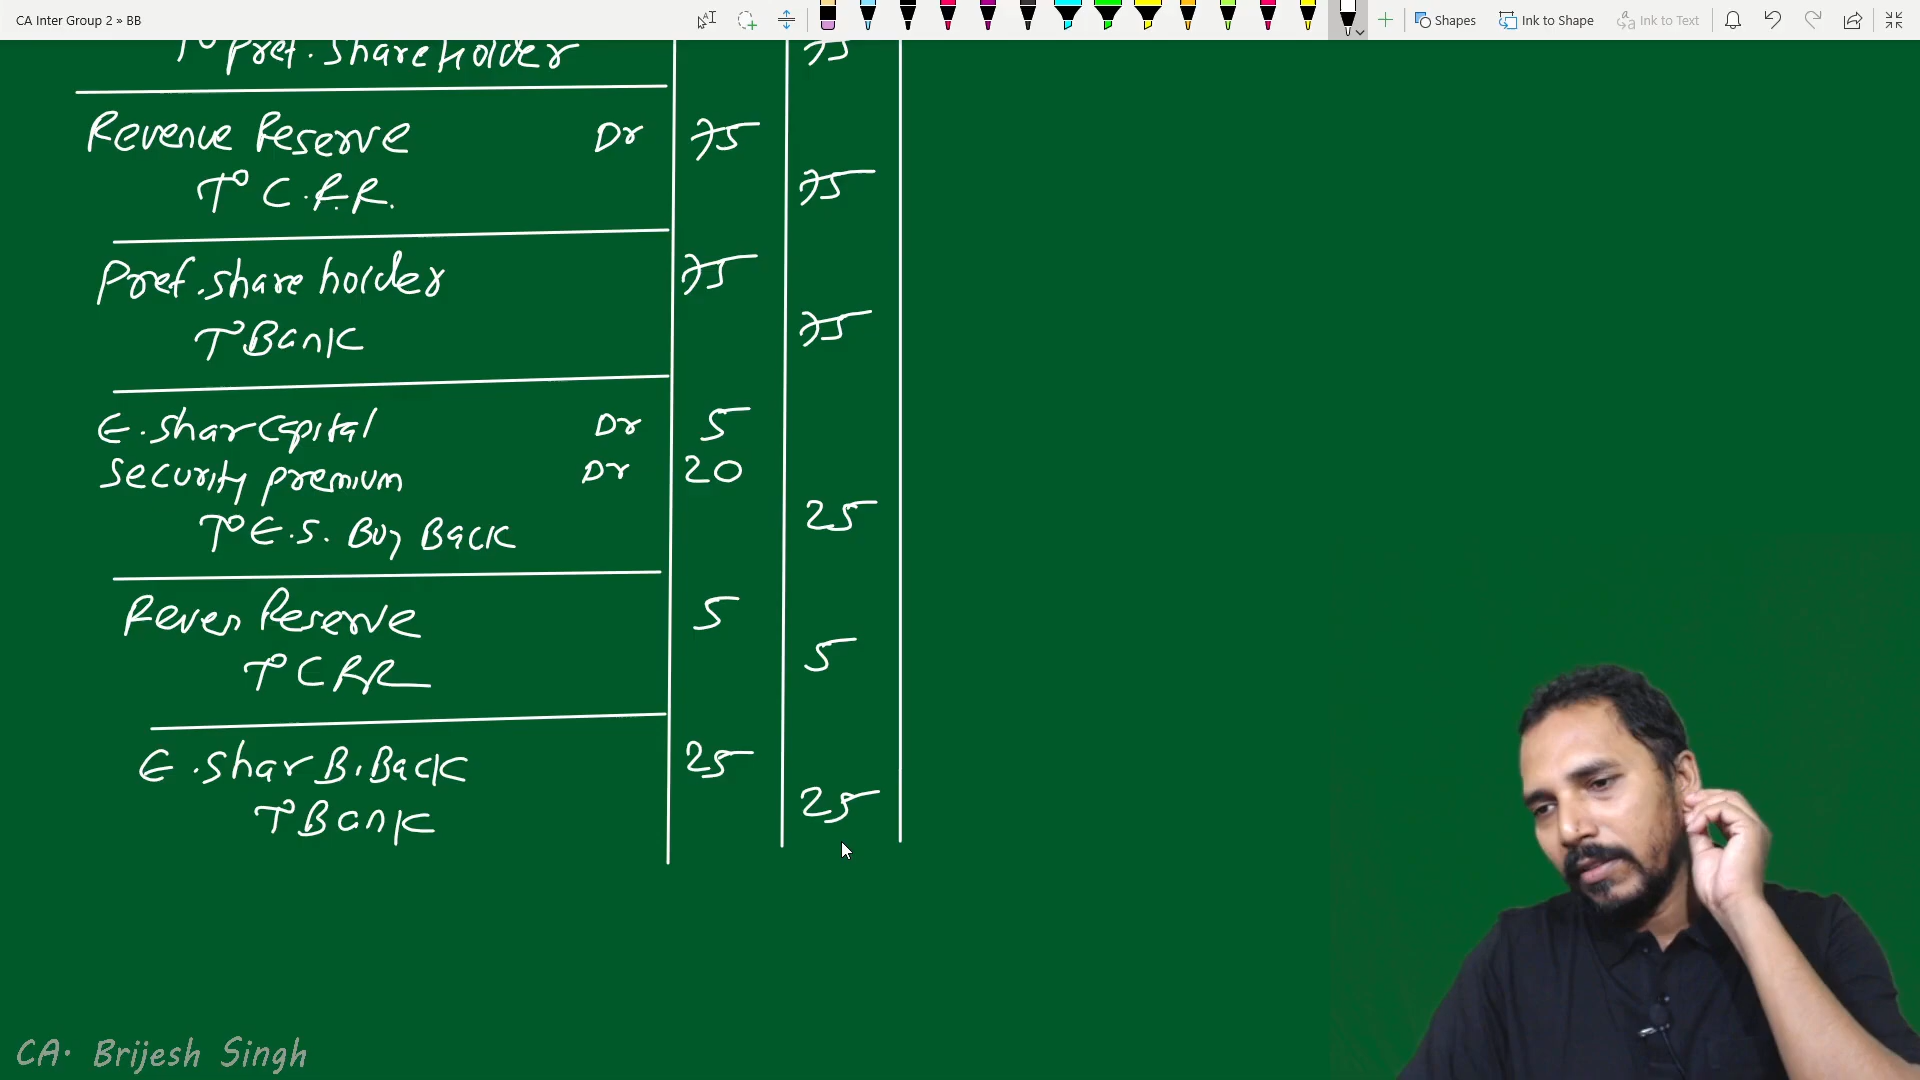 CA Inter Group 2 » BB
Shapes
Ink to Shape
Ink to Text
To Pref. Shareholder 75
Revenue Reserve Dr 75
To C.R.R. 75
Pref. share holder 75
To Bank 75
E. Shar Capital Dr 5
Security premium Dr 20
To E.S. Buy Back 25
Reven Reserve 5
To CRR 5
E. Shar B. Back 25
To Bank 25
CA. Brijesh Singh